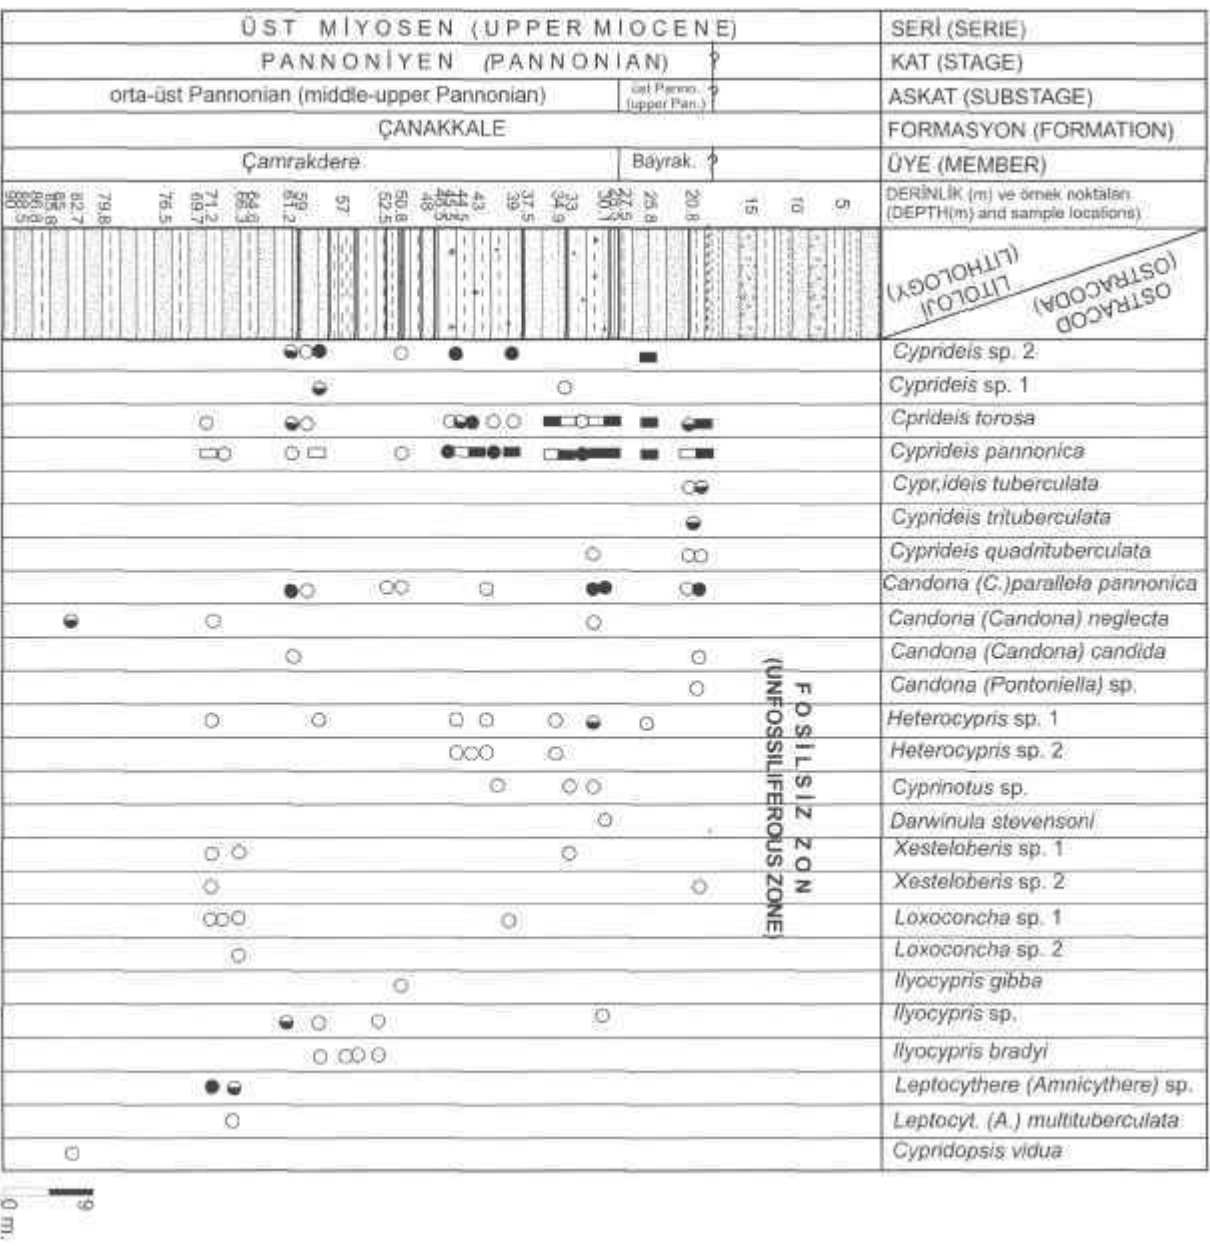 ÜST MİYOSEN (UPPER MIOCENE) SERİ (SERIE)
PANNONİYEN (PANNONIAN) ? KAT (STAGE)
orta-üst Pannonian (middle-upper Pannonian) üst Panno. (upper Pan.) ? ASKAT (SUBSTAGE)
ÇANAKKALE FORMASYON (FORMATION)
Çamrakdere Bayrak. ? ÜYE (MEMBER)
82.7 79.8 76.5 69.7 71.2 61.2 59 57 52.5 50.8 48 43 39 37.5 34.9 33 25.8 20.8 15 10 5
DERİNLİK (m) ve örnek noktaları
(DEPTH(m) and sample locations)
LITOLOJİ
(LITHOLOGY)
OSTRACOD
(OSTRACODA)
Cyprideis sp. 2
Cyprideis sp. 1
Cprideis torosa
Cyprideis pannonica
Cypr,ideis tuberculata
Cyprideis trituberculata
Cyprideis quadrituberculata
Candona (C.)parallela pannonica
Candona (Candona) neglecta
Candona (Candona) candida
Candona (Pontoniella) sp.
Heterocypris sp. 1
Heterocypris sp. 2
Cyprinotus sp.
Darwinula stevensoni
Xesteloberis sp. 1
Xesteloberis sp. 2
Loxoconcha sp. 1
Loxoconcha sp. 2
Ilyocypris gibba
Ilyocypris sp.
Ilyocypris bradyi
Leptocythere (Amnicythere) sp.
Leptocyt. (A.) multituberculata
Cypridopsis vidua
FOSİLSİZ ZON
(UNFOSSILIFEROUS ZONE)
0 m.